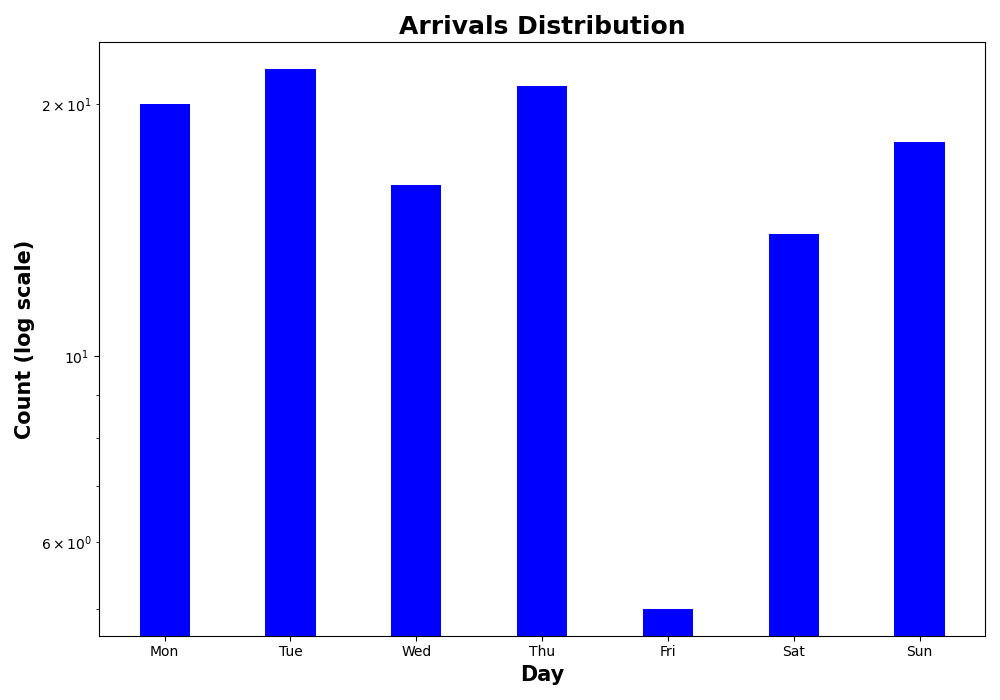 Arrivals Distribution
Count (log scale)
2 × 10¹
10¹
6 × 10⁰
Mon Tue Wed Thu Fri Sat Sun
Day